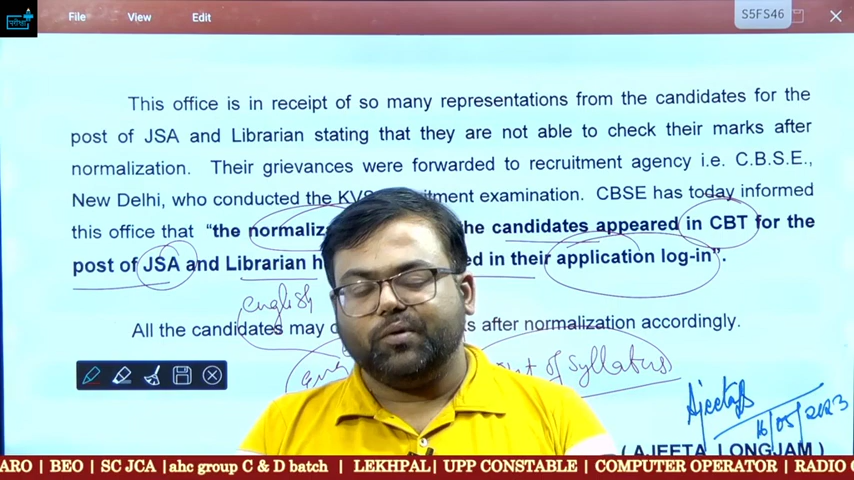 परीक्षा
File View Edit
S5FS46
This office is in receipt of so many representations from the candidates for the
post of JSA and Librarian stating that they are not able to check their marks after
normalization. Their grievances were forwarded to recruitment agency i.e. C.B.S.E.,
New Delhi, who conducted the KVS itment examination. CBSE has today informed
this office that “the normaliz he candidates appeared in CBT for the
post of JSA and Librarian h ed in their application log-in”.
english
All the candidates may ks after normalization accordingly.
of Syllabus
Ajeeta
16/05/2023
( AJEETA LONGJAM )
ARO | BEO | SC JCA | ahc group C & D batch | LEKHPAL| UPP CONSTABLE | COMPUTER OPERATOR | RADIO